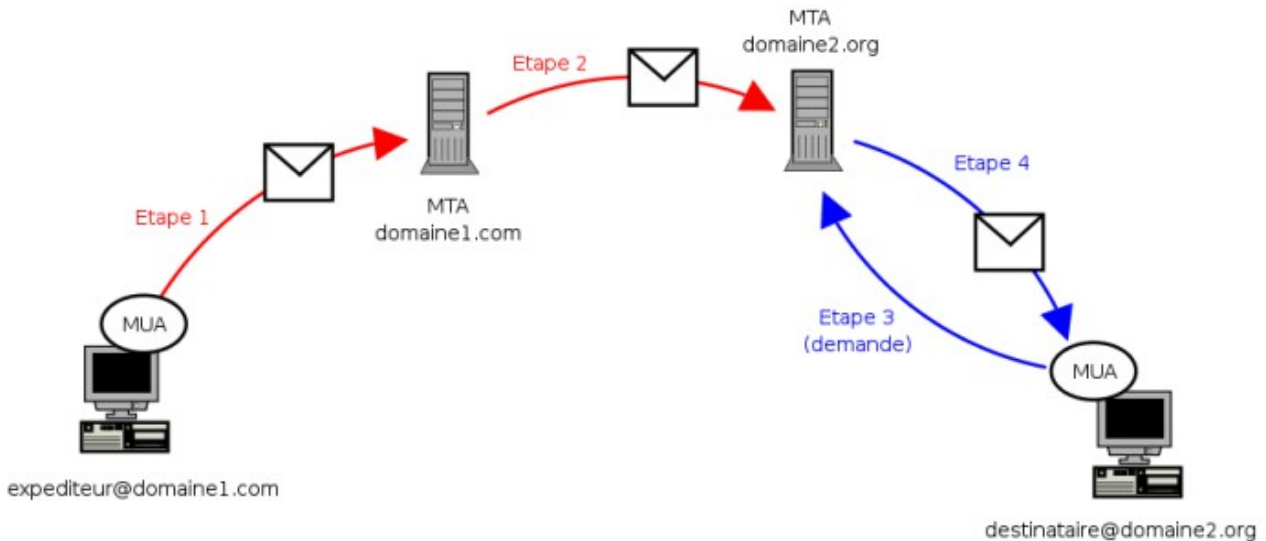 MTA
domaine2.org
Etape 2
Etape 4
Etape 1
MTA
domaine1.com
MUA
Etape 3
(demande)
MUA
expediteur@domaine1.com
destinataire@domaine2.org